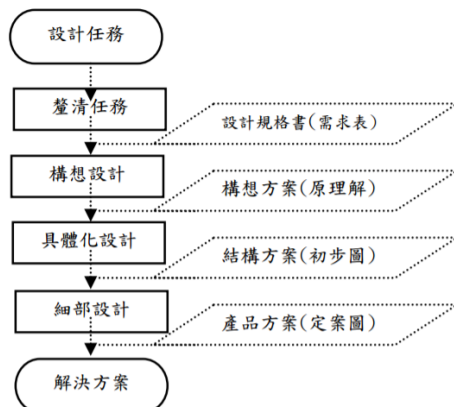 設計任務
釐清任務
設計規格書(需求表)
構想設計
構想方案(原理解)
具體化設計
結構方案(初步圖)
細部設計
產品方案(定案圖)
解決方案